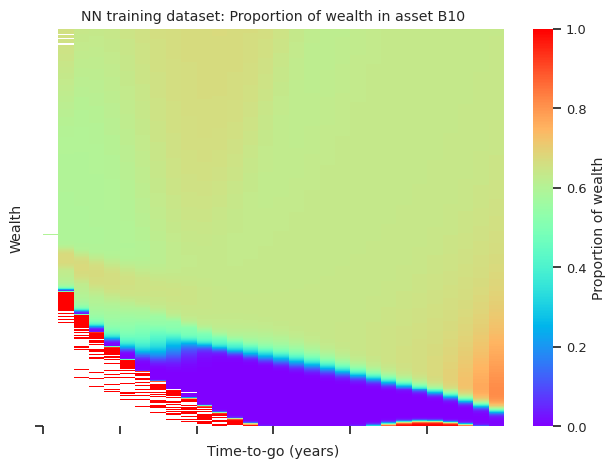 NN training dataset: Proportion of wealth in asset B10
Wealth
Time-to-go (years)
1.0
0.8
0.6
0.4
0.2
0.0
Proportion of wealth